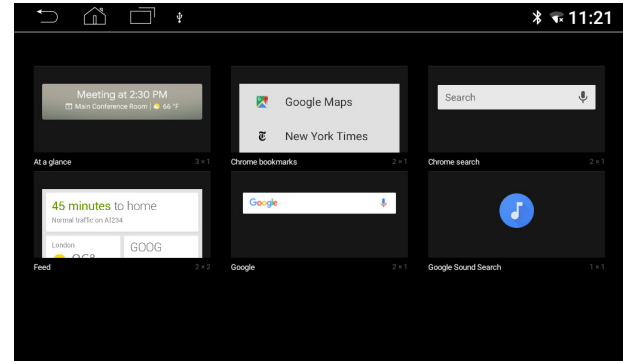 11:21
Meeting at 2:30 PM
Main Conference Room | 66 °F
At a glance 3 × 1
Google Maps
New York Times
Chrome bookmarks 2 × 1
Search
Chrome search 2 × 1
45 minutes to home
Normal traffic on A1234
London
GOOG
Feed 2 × 2
Google
Google 2 × 1
Google Sound Search 1 × 1